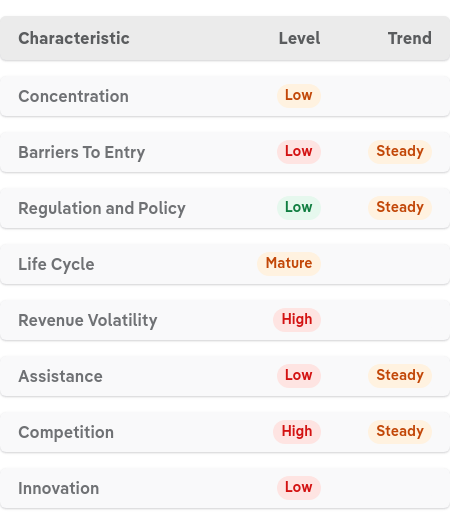 Characteristic Level Trend
Concentration Low
Barriers To Entry Low Steady
Regulation and Policy Low Steady
Life Cycle Mature
Revenue Volatility High
Assistance Low Steady
Competition High Steady
Innovation Low